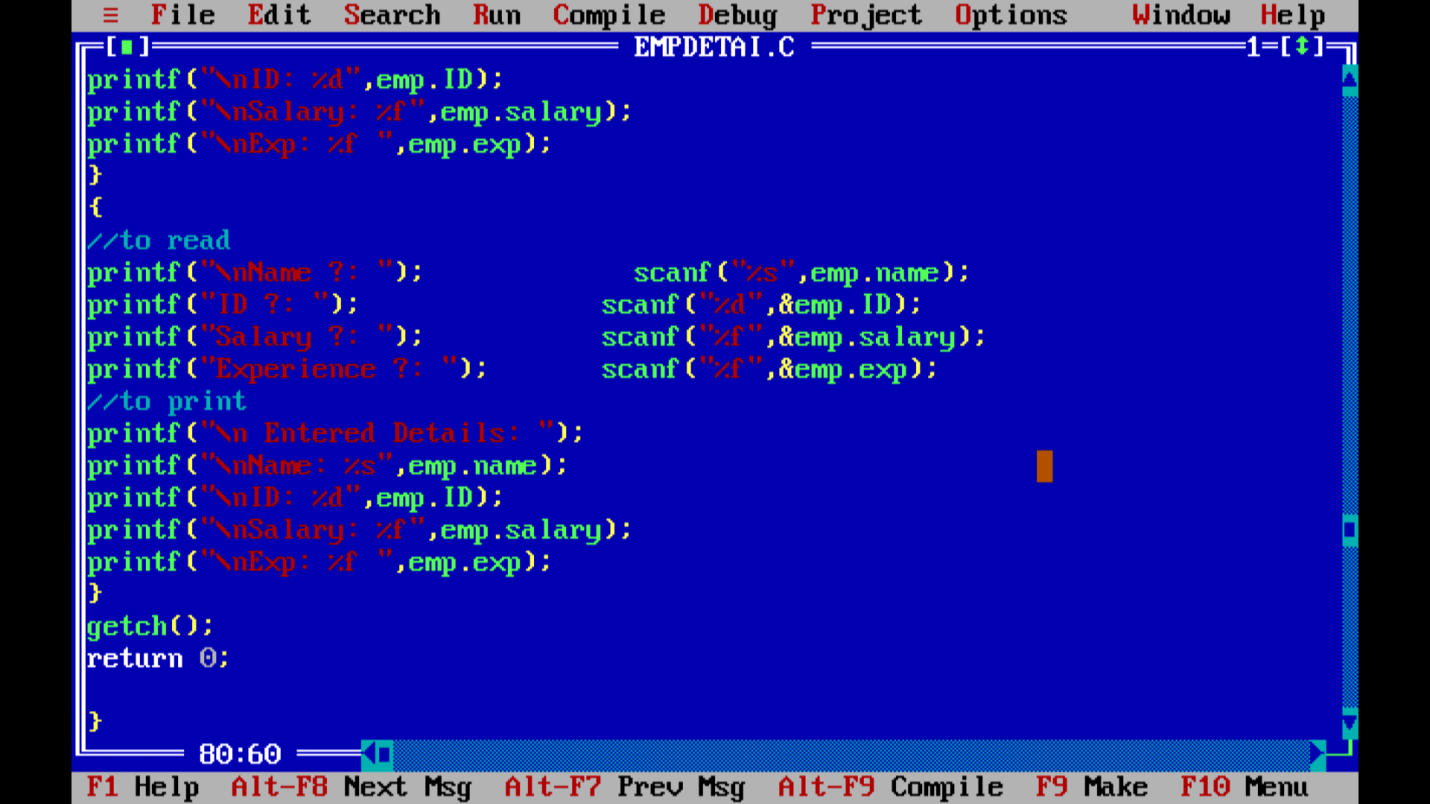 ≡ File Edit Search Run Compile Debug Project Options Window Help
[■] EMPDETAI.C 1=[↕]
printf("\nID: %d",emp.ID);
printf("\nSalary: %f",emp.salary);
printf("\nExp: %f ",emp.exp);
}
{
//to read
printf("\nName ?: "); scanf("%s",emp.name);
printf("ID ?: "); scanf("%d",&emp.ID);
printf("Salary ?: "); scanf("%f",&emp.salary);
printf("Experience ?: "); scanf("%f",&emp.exp);
//to print
printf("\n Entered Details: ");
printf("\nName: %s",emp.name);
printf("\nID: %d",emp.ID);
printf("\nSalary: %f",emp.salary);
printf("\nExp: %f ",emp.exp);
}
getch();
return 0;
}
80:60
F1 Help Alt-F8 Next Msg Alt-F7 Prev Msg Alt-F9 Compile F9 Make F10 Menu